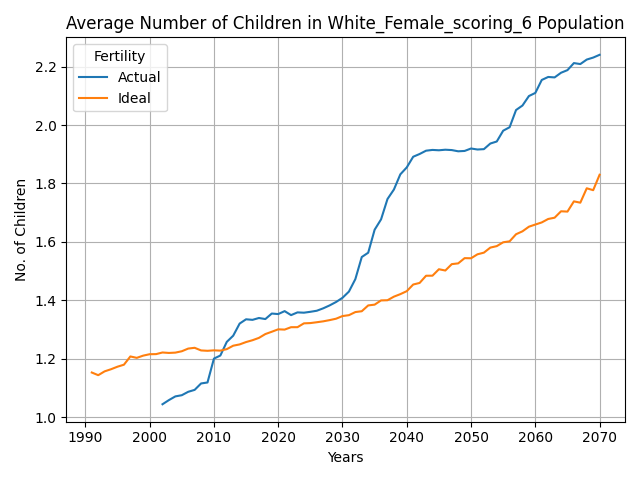 Average Number of Children in White_Female_scoring_6 Population
Fertility
Actual
Ideal
No. of Children
2.2
2.0
1.8
1.6
1.4
1.2
1.0
1990 2000 2010 2020 2030 2040 2050 2060 2070
Years